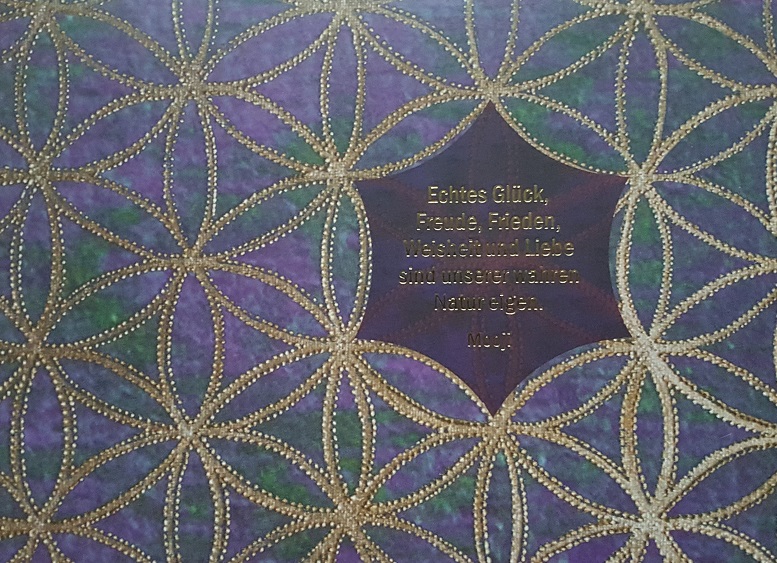 Echtes Glück,
Freude, Frieden,
Weisheit und Liebe
sind unserer wahren
Natur eigen.
Mooji